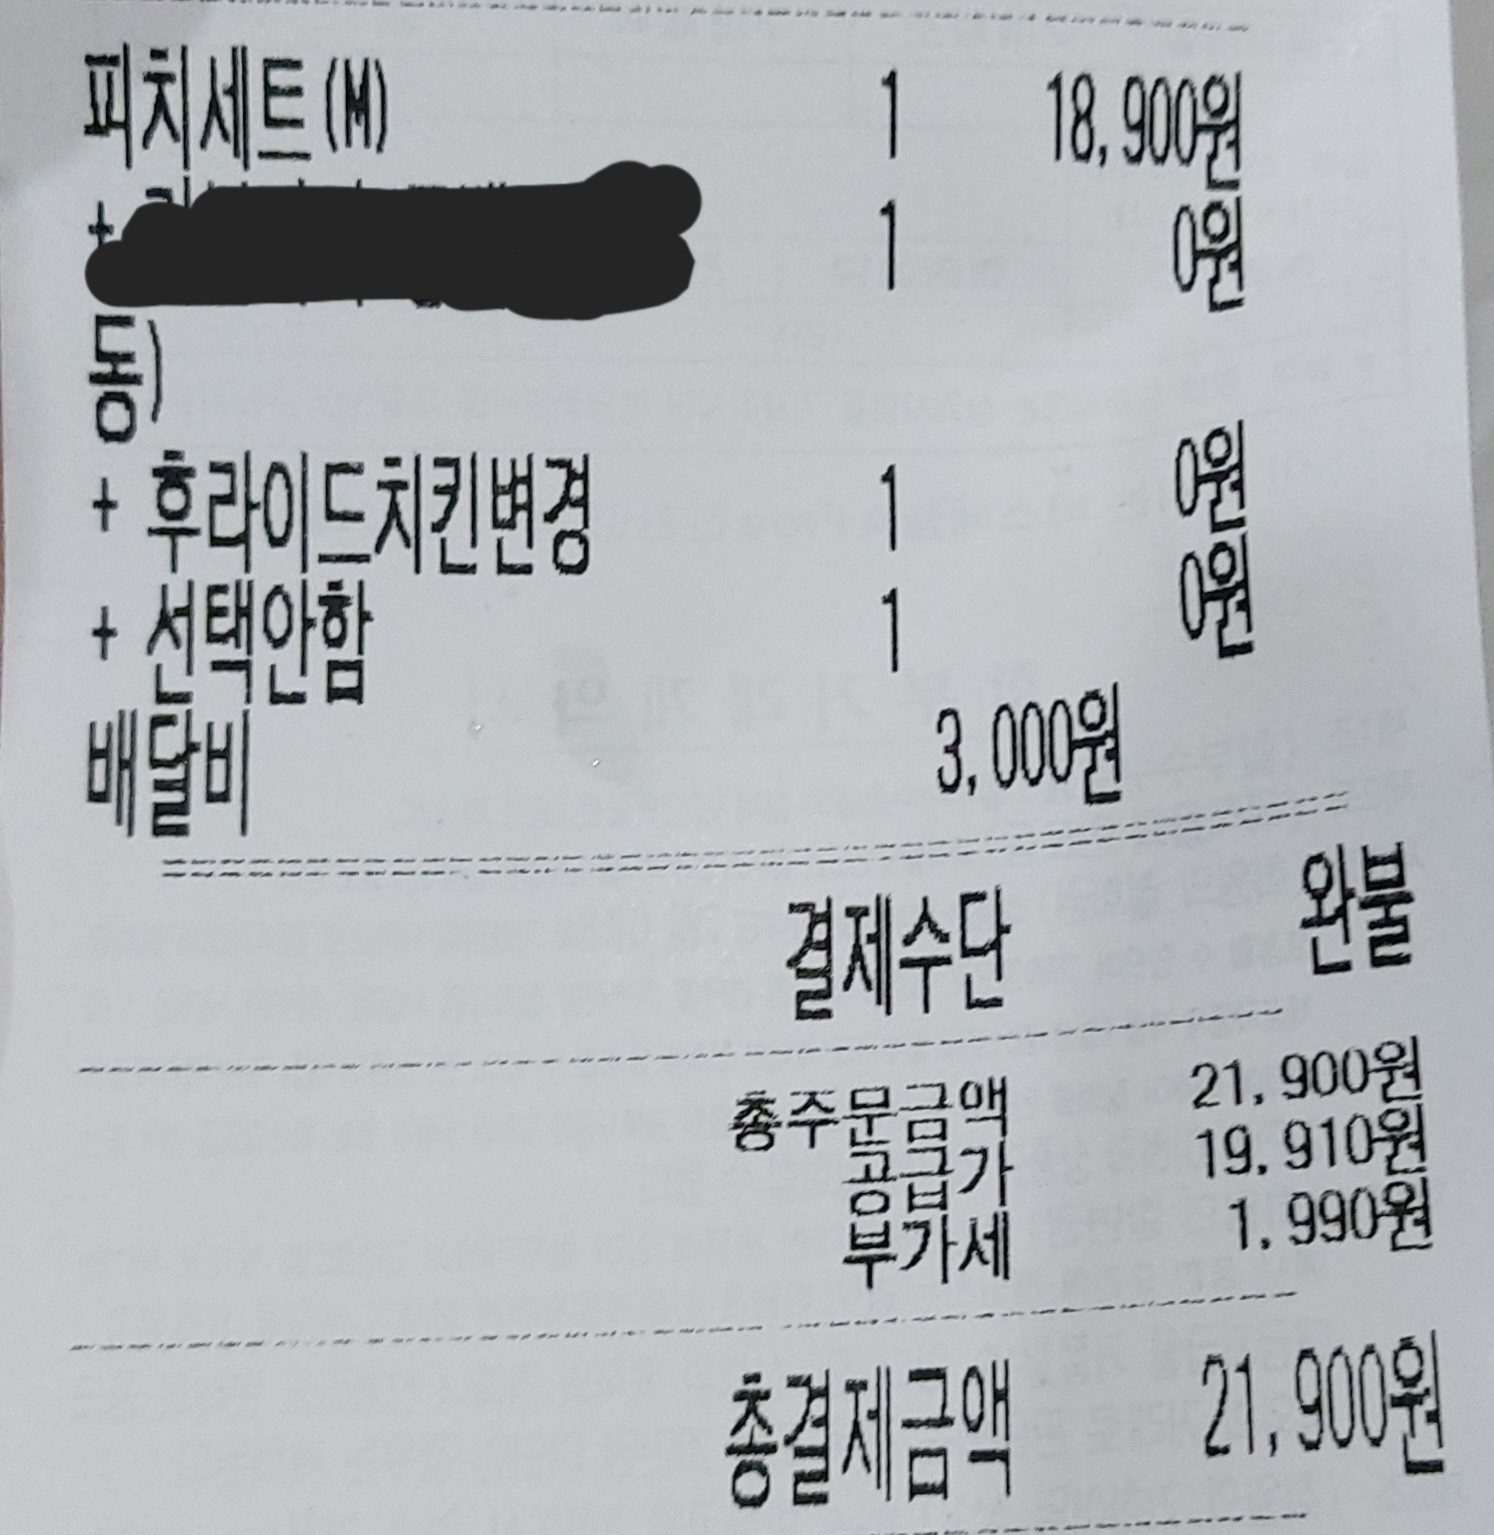 피치세트(M) 1 18,900원
+ 1 0원
동)
+ 후라이드치킨변경 1 0원
+ 선택안함 1 0원
배달비 3,000원
결제수단 완불
총주문금액 21,900원
공급가 19,910원
부가세 1,990원
총결제금액 21,900원